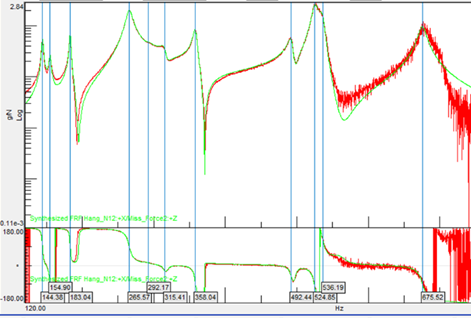 2.84
g/N
Log
0.11e-3
Synthesized FRF Hang_N12:+X/Miss_Force2:+Z
180.00
Synthesized FRF Hang_N12:+X/Miss_Force2:+Z
154.90 292.17 536.19
-180.00 144.38 183.04 265.57 315.41 358.04 492.44 524.85 675.52
120.00 Hz